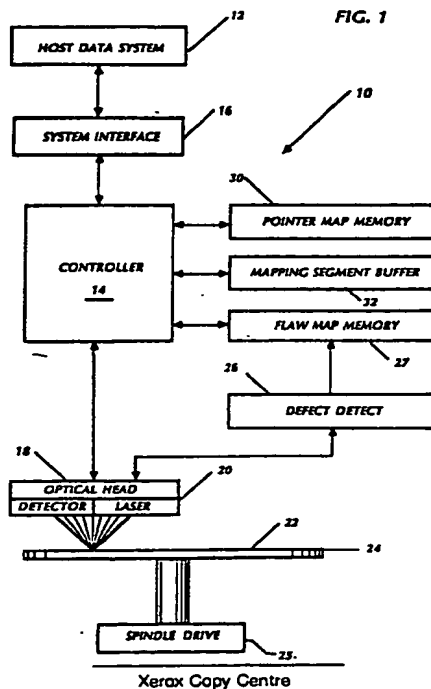 FIG. 1
12
HOST DATA SYSTEM
16
SYSTEM INTERFACE
10
30
POINTER MAP MEMORY
CONTROLLER
14
MAPPING SEGMENT BUFFER
32
FLAW MAP MEMORY
27
26
DEFECT DETECT
18
20
OPTICAL HEAD
DETECTOR LASER
22
24
SPINDLE DRIVE
25.
Xerox Copy Centre